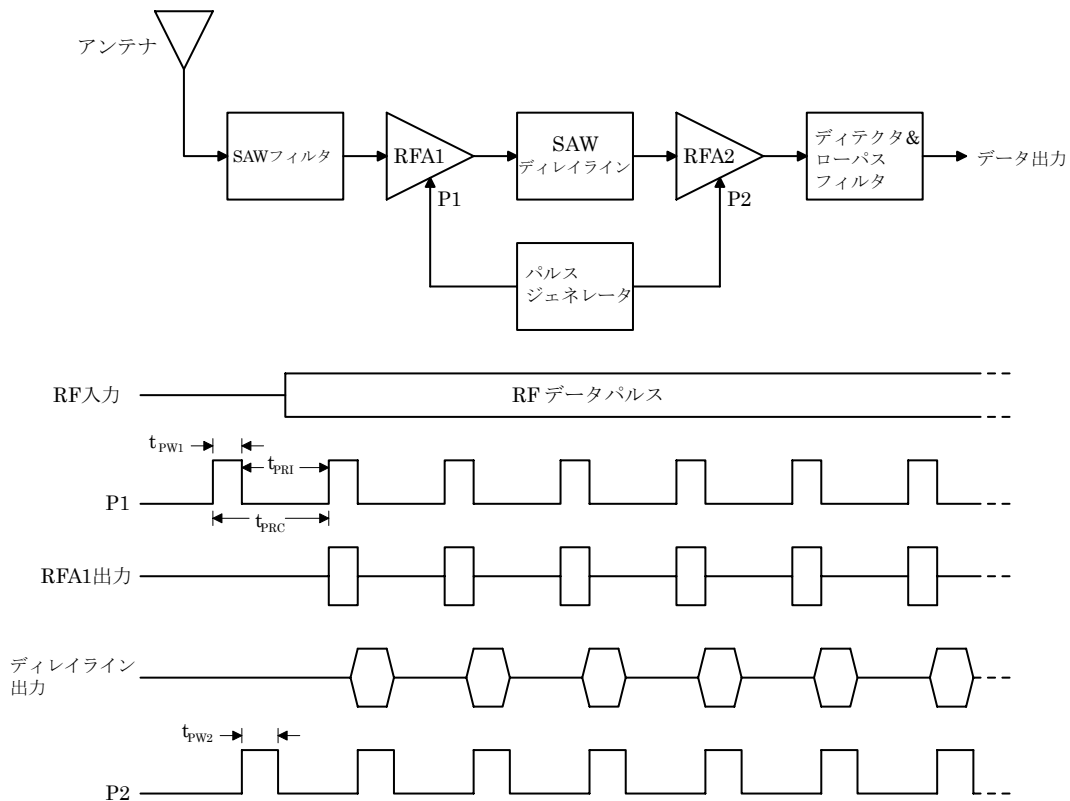 アンテナ
SAWフィルタ
RFA1
SAW
ディレイライン
RFA2
ディテクタ&
ローパス
フィルタ
データ出力
P1
P2
パルス
ジェネレータ
RF入力
RF データパルス
tPW1
tPRI
P1
tPRC
RFA1出力
ディレイライン
出力
tPW2
P2